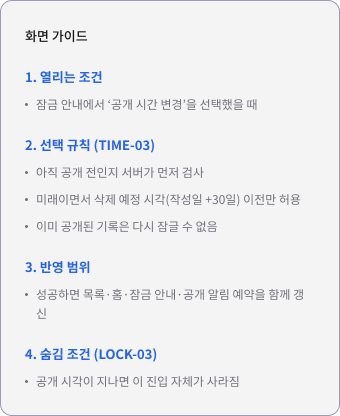 화면 가이드
1. 열리는 조건
• 잠금 안내에서 ‘공개 시간 변경’을 선택했을 때
2. 선택 규칙 (TIME-03)
• 아직 공개 전인지 서버가 먼저 검사
• 미래이면서 삭제 예정 시각(작성일 +30일) 이전만 허용
• 이미 공개된 기록은 다시 잠글 수 없음
3. 반영 범위
• 성공하면 목록·홈·잠금 안내·공개 알림 예약을 함께 갱
신
4. 숨김 조건 (LOCK-03)
• 공개 시각이 지나면 이 진입 자체가 사라짐